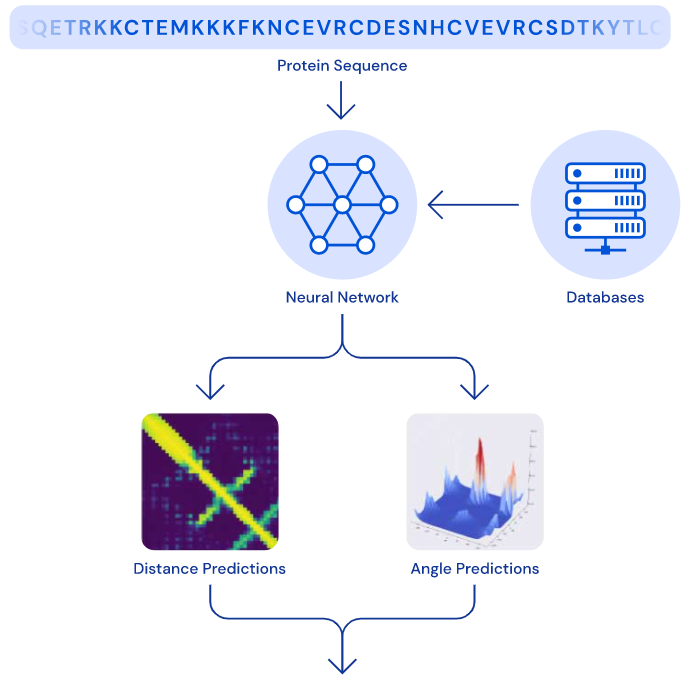 SQETRKKCTEMKKKFKNCEVRCDESNHCVEVRCSDTKYTLC
Protein Sequence
Neural Network
Databases
Distance Predictions
Angle Predictions